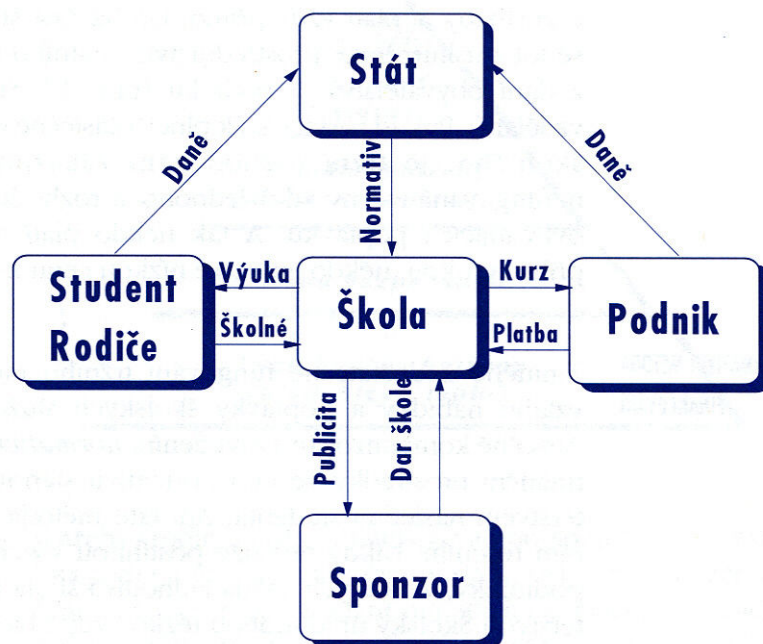 Stát
Daně
Normativ
Daně
Výuka
Kurz
Student
Rodiče
Škola
Podnik
Školné
Platba
Publicita
Dar škole
Sponzor